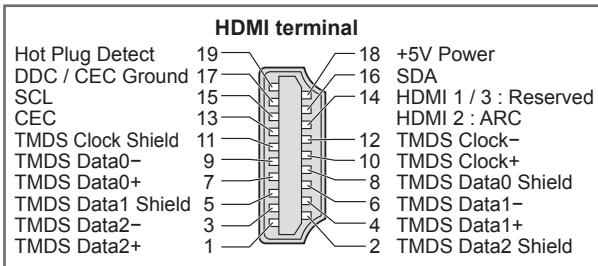 HDMI terminal
Hot Plug Detect 19 18 +5V Power
DDC / CEC Ground 17 16 SDA
SCL 15 14 HDMI 1 / 3 : Reserved
CEC 13 HDMI 2 : ARC
TMDS Clock Shield 11 12 TMDS Clock−
TMDS Data0− 9 10 TMDS Clock+
TMDS Data0+ 7 8 TMDS Data0 Shield
TMDS Data1 Shield 5 6 TMDS Data1−
TMDS Data2− 3 4 TMDS Data1+
TMDS Data2+ 1 2 TMDS Data2 Shield